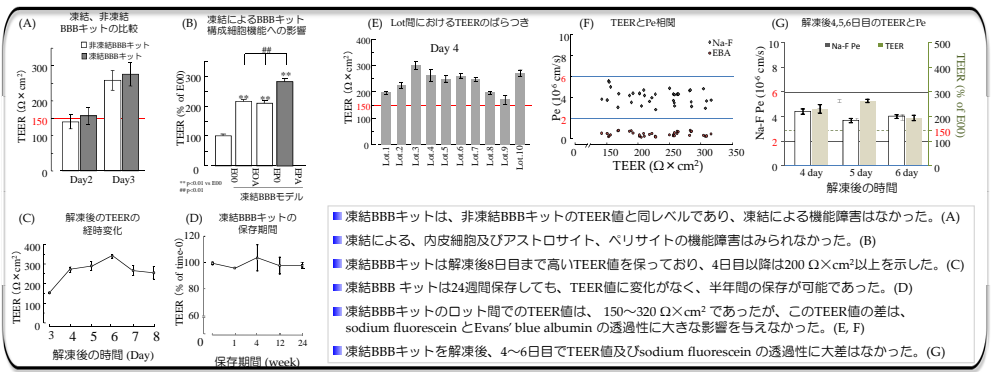 (A) 凍結、非凍結
BBBキットの比較
非凍結BBBキット
凍結BBBキット
TEER (Ω×cm²)
300
200
150
100
0
Day2 Day3
(B) 凍結によるBBBキット
構成細胞機能への影響
##
TEER (% of E00)
300
200
100
0
** ** **
E00 E0A EP0 EPA
** p<0.01 vs E00
## p<0.01
凍結BBBモデル
(E) Lot間におけるTEERのばらつき
Day 4
TEER (Ω×cm²)
300
200
150
100
0
Lot.1 Lot.2 Lot.3 Lot.4 Lot.5 Lot.6 Lot.7 Lot.8 Lot.9 Lot.10
(F) TEERとPe相関
Na-F
EBA
Pe (10⁻⁶ cm/s)
10
8
6
4
2
0
0 150 200 250 300 350
TEER (Ω×cm²)
(G) 解凍後4,5,6日目のTEERとPe
Na-F Pe TEER
Na-F Pe (10⁻⁶ cm/s)
10
8
6
4
2
0
TEER (% of E00)
500
400
300
200
150
100
0
4 day 5 day 6 day
解凍後の時間
(C) 解凍後のTEERの
経時変化
TEER (Ω×cm²)
400
300
200
100
0
3 4 5 6 7 8
解凍後の時間 (Day)
(D) 凍結BBBキットの
保存期間
TEER (% of time-0)
120
100
80
60
0
0 1 4 12 24
保存期間 (week)
凍結BBBキットは、非凍結BBBキットのTEER値と同レベルであり、凍結による機能障害はなかった。(A)
凍結による、内皮細胞及びアストロサイト、ペリサイトの機能障害はみられなかった。(B)
凍結BBBキットは解凍後8日目まで高いTEER値を保っており、4日目以降は200 Ω×cm²以上を示した。(C)
凍結BBB キットは24週間保存しても、TEER値に変化がなく、半年間の保存が可能であった。(D)
凍結BBBキットのロット間でのTEER値は、 150～320 Ω×cm² であったが、このTEER値の差は、
sodium fluorescein とEvans' blue albumin の透過性に大きな影響を与えなかった。(E, F)
凍結BBBキットを解凍後、4～6日目でTEER値及びsodium fluorescein の透過性に大差はなかった。(G)